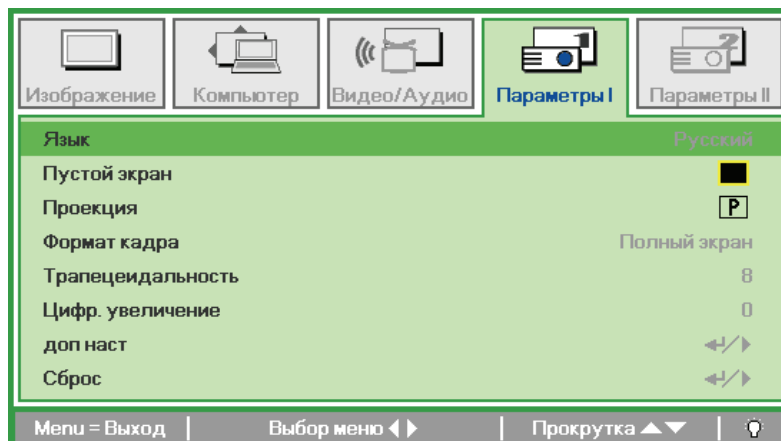 Изображение
Компьютер
Видео/Аудио
Параметры I
Параметры II
Язык Русский
Пустой экран
Проекция P
Формат кадра Полный экран
Трапецеидальность 8
Цифр. увеличение 0
доп наст
Сброс
Menu = Выход Выбор меню Прокрутка